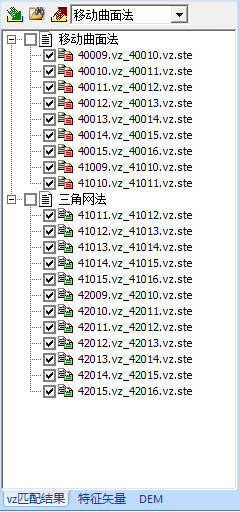 移动曲面法
移动曲面法
40009.vz_40010.vz.ste
40010.vz_40011.vz.ste
40011.vz_40012.vz.ste
40012.vz_40013.vz.ste
40013.vz_40014.vz.ste
40014.vz_40015.vz.ste
40015.vz_40016.vz.ste
41009.vz_41010.vz.ste
41010.vz_41011.vz.ste
三角网法
41011.vz_41012.vz.ste
41012.vz_41013.vz.ste
41013.vz_41014.vz.ste
41014.vz_41015.vz.ste
41015.vz_41016.vz.ste
42009.vz_42010.vz.ste
42010.vz_42011.vz.ste
42011.vz_42012.vz.ste
42012.vz_42013.vz.ste
42013.vz_42014.vz.ste
42014.vz_42015.vz.ste
42015.vz_42016.vz.ste
vz匹配结果 特征矢量 DEM